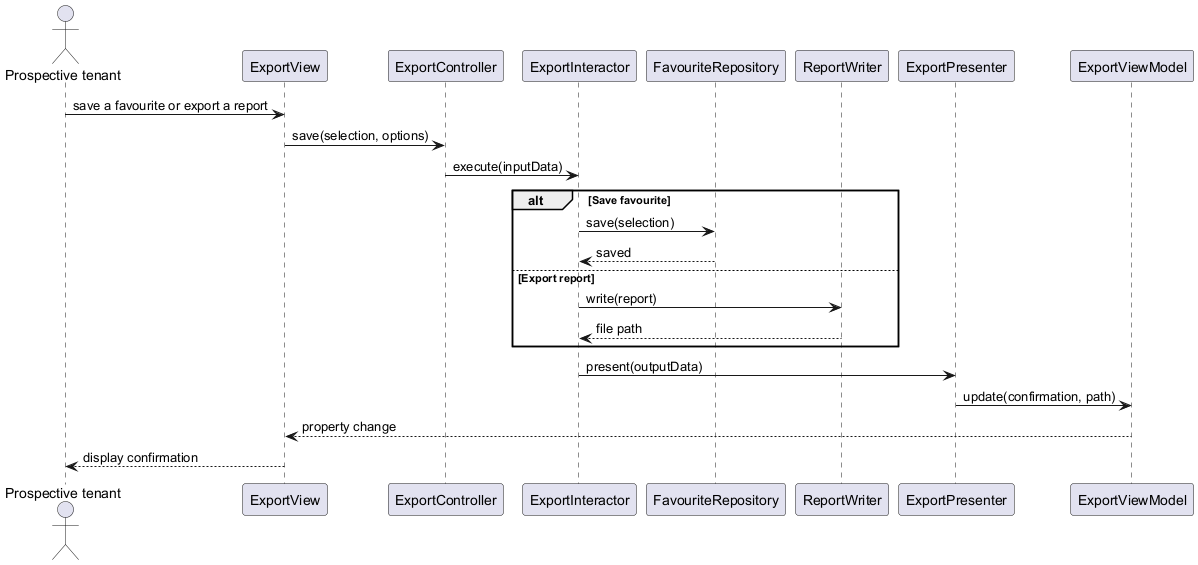 Prospective tenant
ExportView
ExportController
ExportInteractor
FavouriteRepository
ReportWriter
ExportPresenter
ExportViewModel
save a favourite or export a report
save(selection, options)
execute(inputData)
alt
[Save favourite]
save(selection)
saved
[Export report]
write(report)
file path
present(outputData)
update(confirmation, path)
property change
display confirmation
Prospective tenant
ExportView
ExportController
ExportInteractor
FavouriteRepository
ReportWriter
ExportPresenter
ExportViewModel